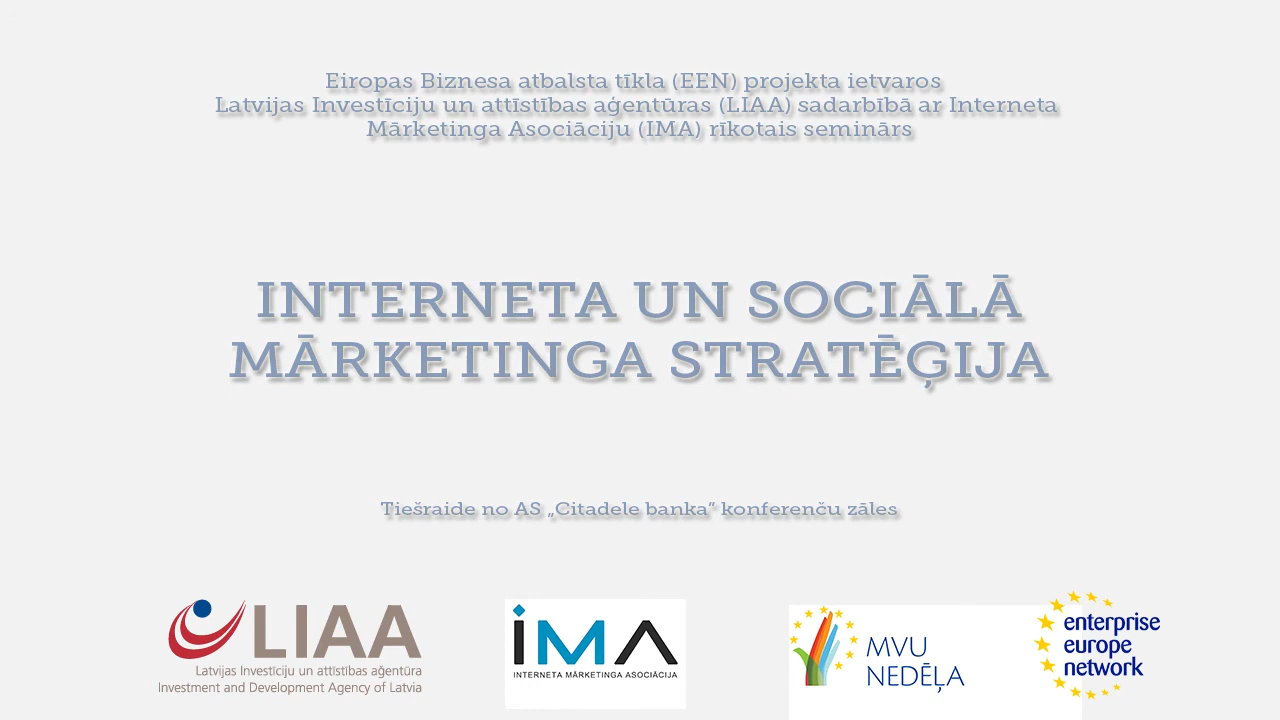 Eiropas Biznesa atbalsta tīkla (EEN) projekta ietvaros
Latvijas Investīciju un attīstības aģentūras (LIAA) sadarbībā ar Interneta
Mārketinga Asociāciju (IMA) rīkotais seminārs
INTERNETA UN SOCIĀLĀ
MĀRKETINGA STRATĒĢIJA
Tiešraide no AS „Citadele banka” konferenču zāles
LIAA
Latvijas Investīciju un attīstības aģentūra
Investment and Development Agency of Latvia
iMA
INTERNETA MĀRKETINGA ASOCIĀCIJA
MVU
NEDĒĻA
enterprise
europe
network